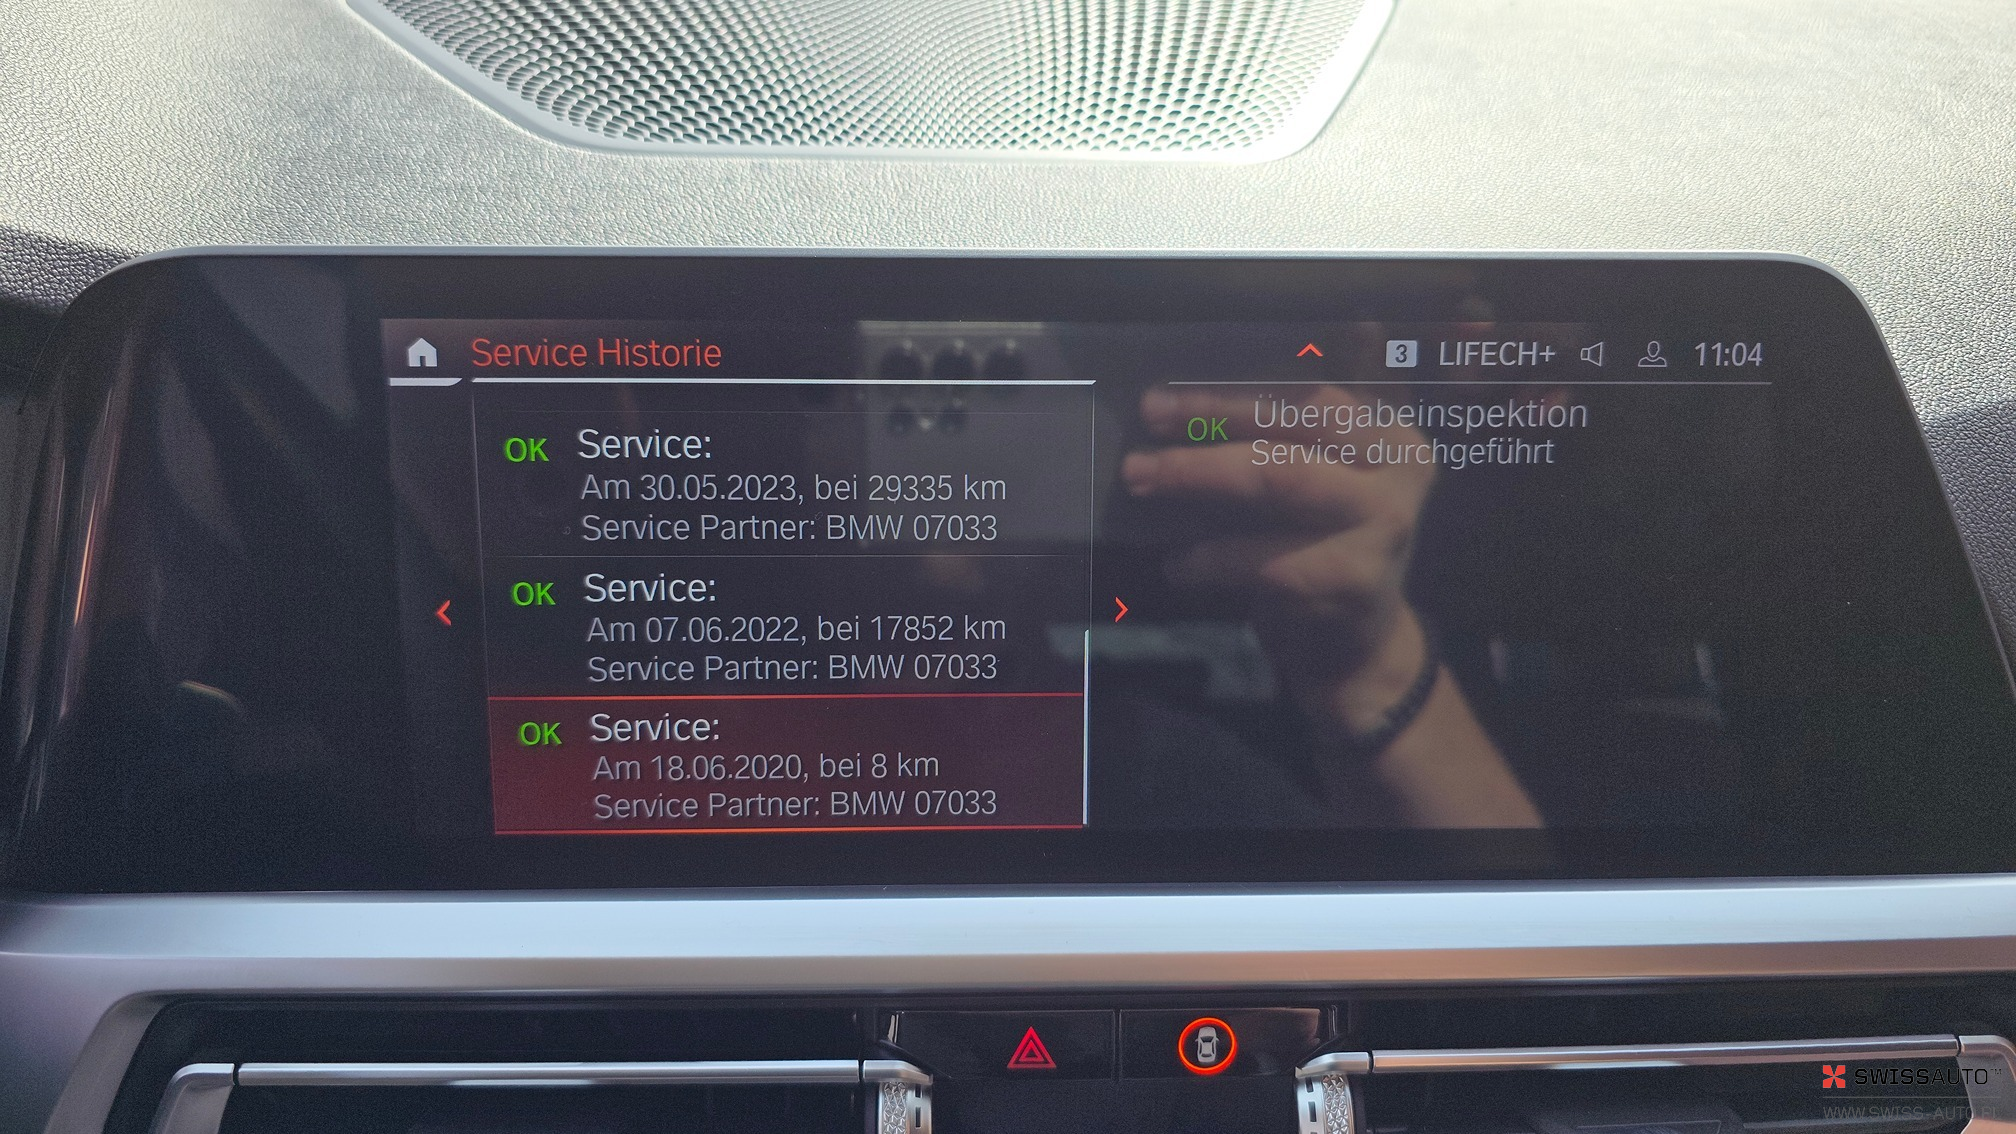 Service Historie
3 LIFECH+ 11:04
OK Service:
Am 30.05.2023, bei 29335 km
Service Partner: BMW 07033
OK Service:
Am 07.06.2022, bei 17852 km
Service Partner: BMW 07033
OK Service:
Am 18.06.2020, bei 8 km
Service Partner: BMW 07033
OK Übergabeinspektion
Service durchgeführt
SWISSAUTO™